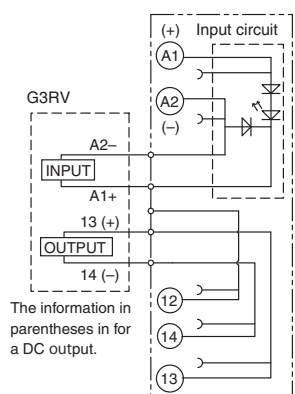 (+) Input circuit
A1
A2
(–)
G3RV
A2–
INPUT
A1+
13 (+)
OUTPUT
14 (–)
The information in
parentheses in for
a DC output.
12
14
13